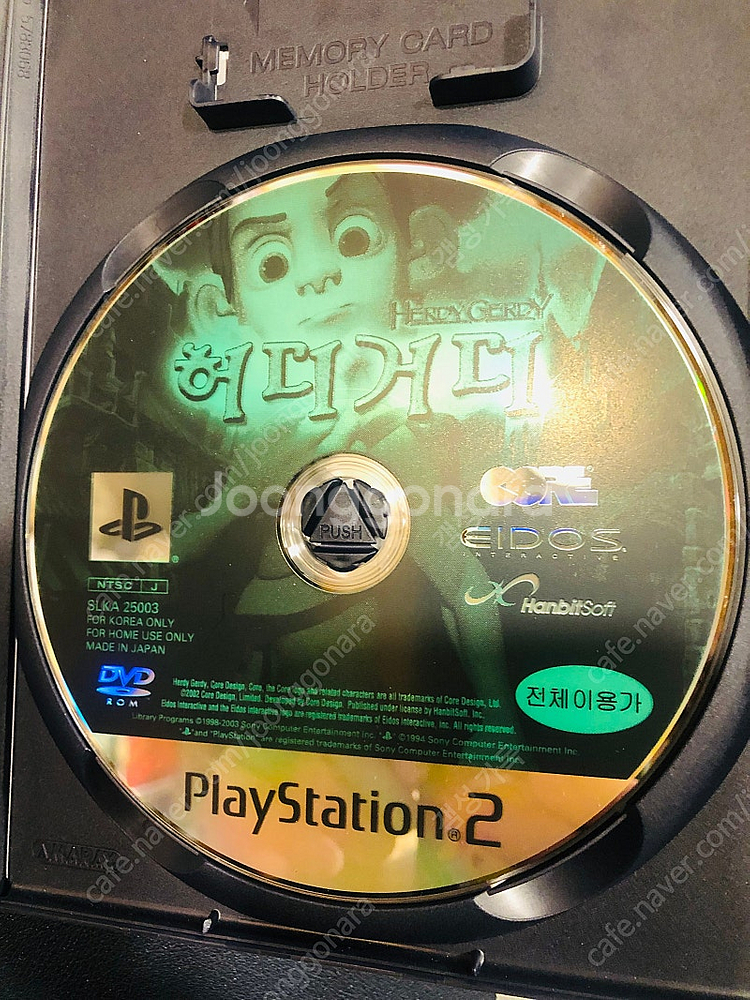 MEMORY CARD
HOLDER
HERDY GERDY
허디거디
CORE
EIDOS
INTERACTIVE
HanbitSoft
PUSH
NTSC J
SLKA 25003
FOR KOREA ONLY
FOR HOME USE ONLY
MADE IN JAPAN
DVD
ROM
전체이용가
Herdy Gerdy, Core Design, Core, the Core logo and related characters are all trademarks of Core Design, Ltd.
©2002 Core Design, Limited. Developed by Core Design. Published under license by HanbitSoft, Inc.
Eidos Interactive and the Eidos Interactive logo are registered trademarks of Eidos Interactive, Inc. All rights reserved.
Library Programs ©1998-2003 Sony Computer Entertainment Inc. ©1994 Sony Computer Entertainment Inc.
and "PlayStation" are registered trademarks of Sony Computer Entertainment Inc.
PlayStation®2
Joonggonara
cafe.naver.com/joonggonara